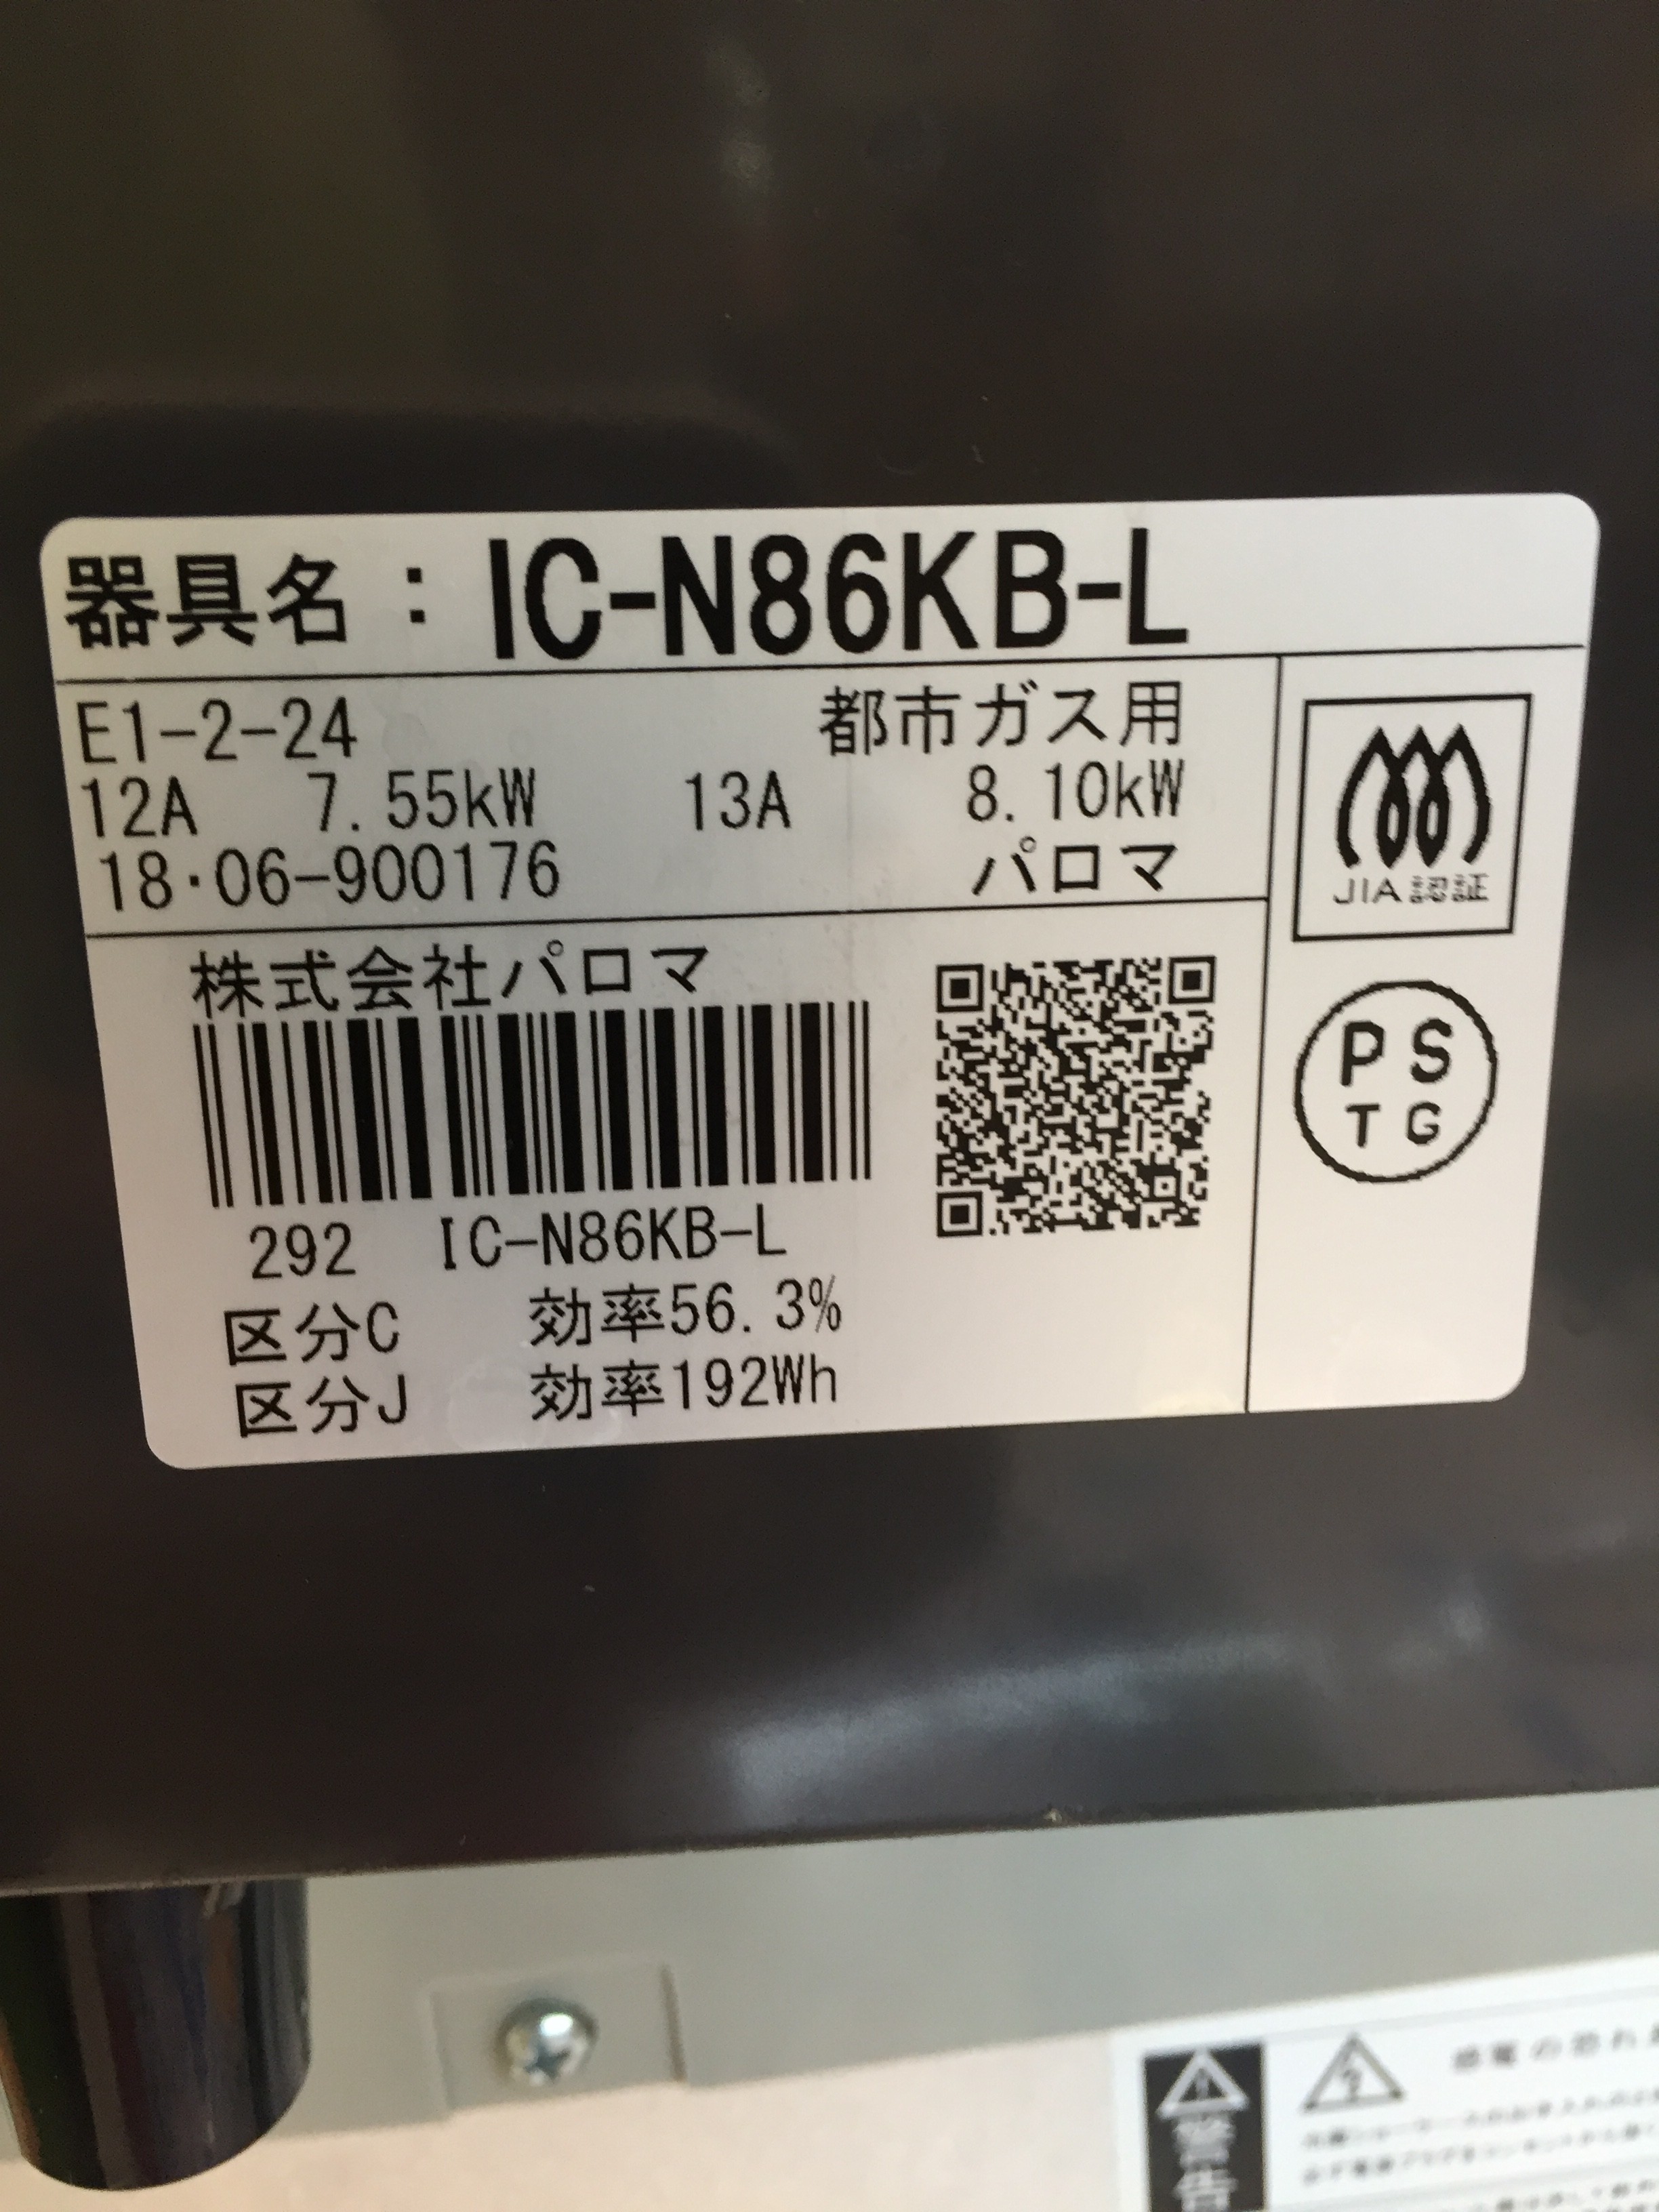 器具名：IC-N86KB-L
E1-2-24 都市ガス用
12A 7.55kW 13A 8.10kW
18・06-900176 パロマ
JIA 認証
株式会社パロマ
PS
TG
292 IC-N86KB-L
区分C 効率56.3%
区分J 効率192Wh
警告